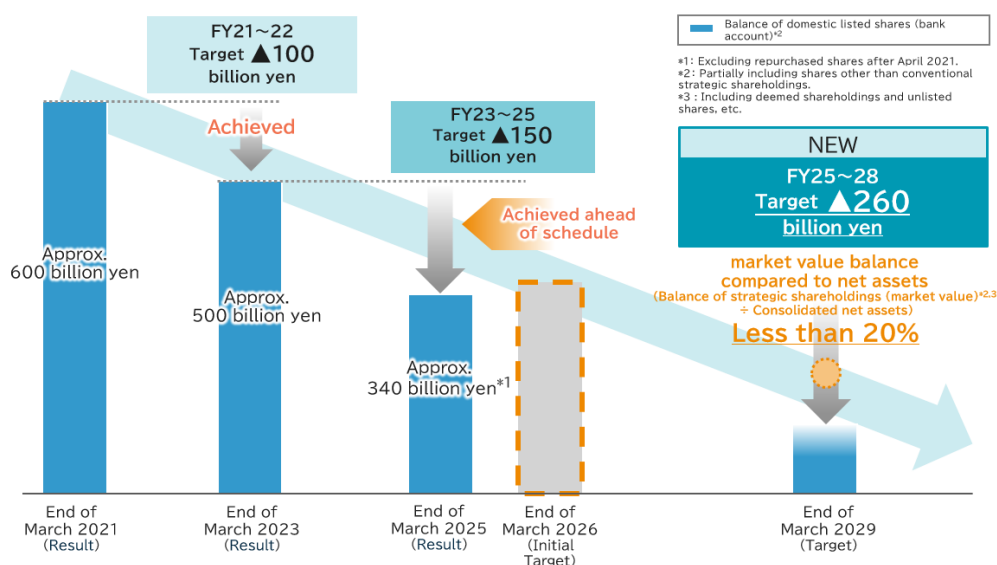 FY21~22
Target ▲100
billion yen
Balance of domestic listed shares (bank
account)*2
*1: Excluding repurchased shares after April 2021.
*2: Partially including shares other than conventional
strategic shareholdings.
*3 : Including deemed shareholdings and unlisted
shares, etc.
Achieved
FY23~25
Target ▲150
billion yen
NEW
FY25~28
Target ▲260
billion yen
Achieved ahead
of schedule
market value balance
compared to net assets
(Balance of strategic shareholdings (market value)*2,3
÷ Consolidated net assets)
Less than 20%
Approx.
600 billion yen
Approx.
500 billion yen
Approx.
340 billion yen*1
End of
March 2021
(Result)
End of
March 2023
(Result)
End of
March 2025
(Result)
End of
March 2026
(Initial
Target)
End of
March 2029
(Target)